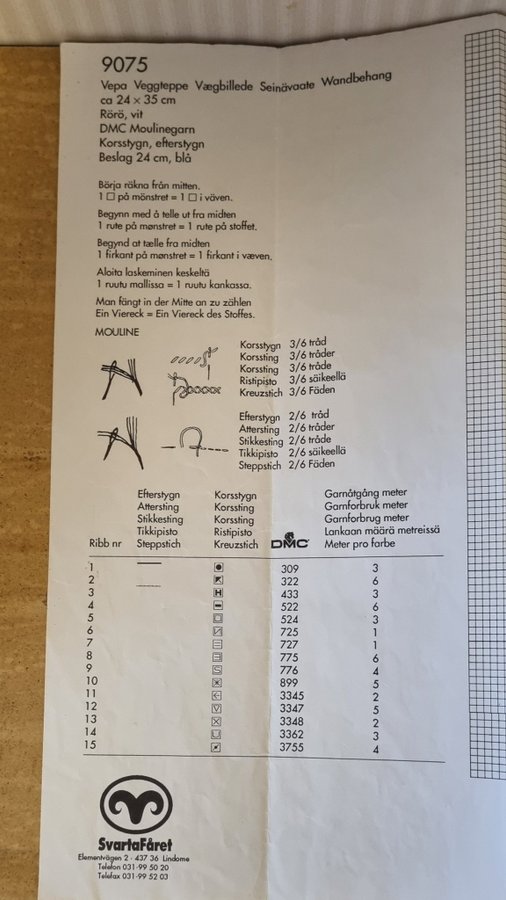 9075
Vepa Veggteppe Vægbillede Seinävaate Wandbehang
ca 24 × 35 cm
Rörö, vit
DMC Moulinegarn
Korsstygn, efterstygn
Beslag 24 cm, blå
Börja räkna från mitten.
1 □ på mönstret = 1 □ i väven.
Begynn med å telle ut fra midten
1 rute på mønstret = 1 rute på stoffet.
Begynd at tælle fra midten
1 firkant på mønstret = 1 firkant i væven.
Aloita laskeminen keskeltä
1 ruutu mallissa = 1 ruutu kankassa.
Man fängt in der Mitte an zu zählen
Ein Viereck = Ein Viereck des Stoffes.
MOULINE
Korsstygn 3/6 tråd
Korssting 3/6 tråder
Korssting 3/6 tråde
Ristipisto 3/6 säikeellä
Kreuzstich 3/6 Fäden
Efterstygn 2/6 tråd
Attersting 2/6 tråder
Stikkesting 2/6 tråde
Tikkipisto 2/6 säikeellä
Steppstich 2/6 Fäden
Efterstygn Korsstygn Garnåtgång meter
Attersting Korssting Garnforbruk meter
Stikkesting Korssting Garnforbrug meter
Tikkipisto Ristipisto Lankaan määrä metreissä
Ribb nr Steppstich Kreuzstich DMC Meter pro farbe
1 309 3
2 322 6
3 H 433 3
4 522 6
5 524 3
6 725 1
7 727 1
8 775 6
9 S 776 4
10 899 5
11 3345 2
12 V 3347 5
13 3348 2
14 3362 3
15 3755 4
SvartaFåret
Elementvägen 2 · 437 36 Lindome
Telefon 031-99 50 20
Telefax 031-99 52 03